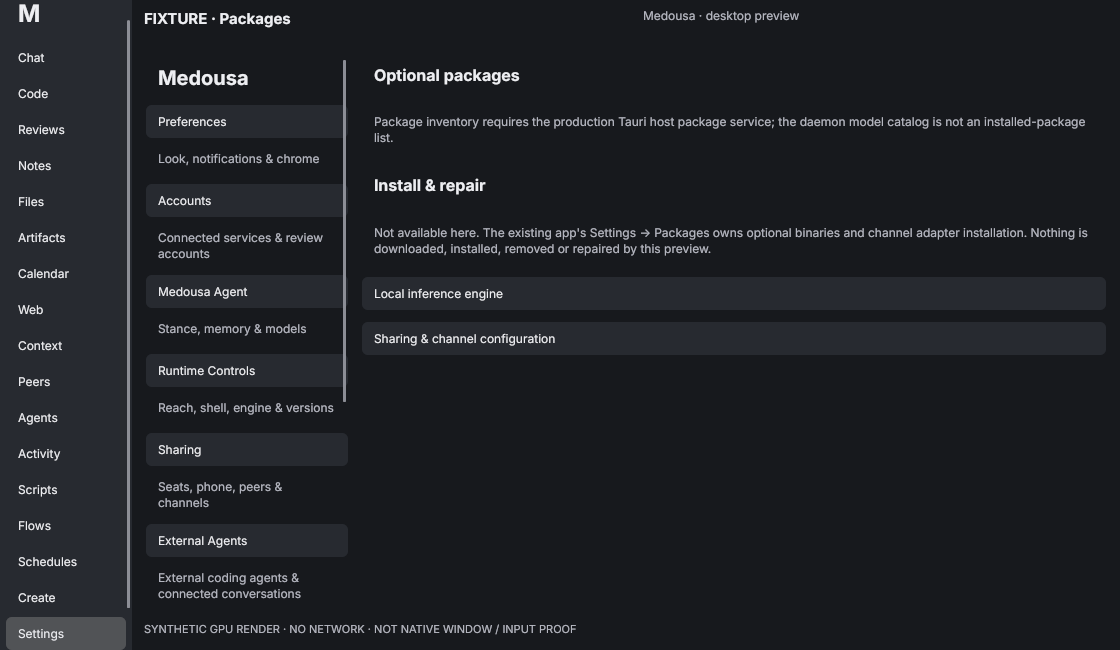 M
Chat
Code
Reviews
Notes
Files
Artifacts
Calendar
Web
Context
Peers
Agents
Activity
Scripts
Flows
Schedules
Create
Settings
FIXTURE · Packages
Medousa · desktop preview
Medousa
Preferences
Look, notifications & chrome
Accounts
Connected services & review
accounts
Medousa Agent
Stance, memory & models
Runtime Controls
Reach, shell, engine & versions
Sharing
Seats, phone, peers &
channels
External Agents
External coding agents &
connected conversations
Optional packages
Package inventory requires the production Tauri host package service; the daemon model catalog is not an installed-package
list.
Install & repair
Not available here. The existing app's Settings → Packages owns optional binaries and channel adapter installation. Nothing is
downloaded, installed, removed or repaired by this preview.
Local inference engine
Sharing & channel configuration
SYNTHETIC GPU RENDER · NO NETWORK · NOT NATIVE WINDOW / INPUT PROOF